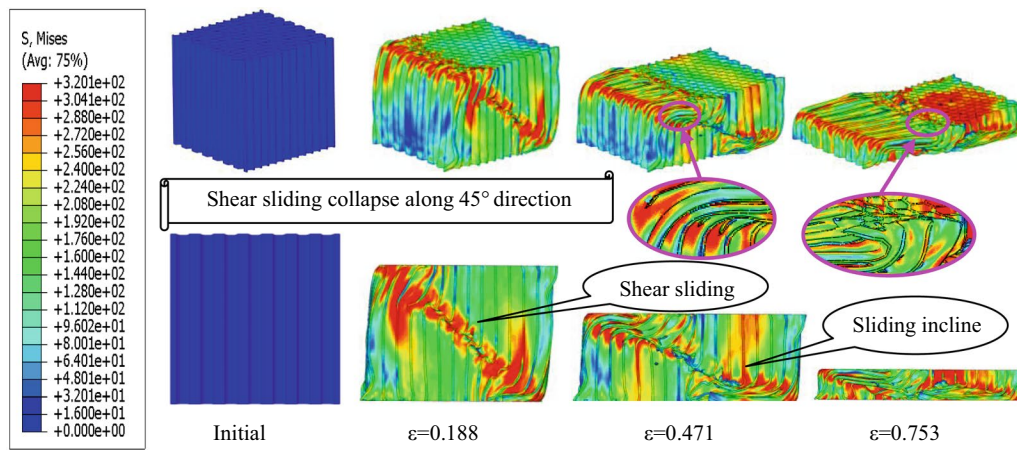 S, Mises
(Avg: 75%)
+3.201e+02
+3.041e+02
+2.880e+02
+2.720e+02
+2.560e+02
+2.400e+02
+2.240e+02
+2.080e+02
+1.920e+02
+1.760e+02
+1.600e+02
+1.440e+02
+1.280e+02
+1.120e+02
+9.602e+01
+8.001e+01
+6.401e+01
+4.801e+01
+3.201e+01
+1.600e+01
+0.000e+00
Shear sliding collapse along 45° direction
Shear sliding
Sliding incline
Initial
ε=0.188
ε=0.471
ε=0.753